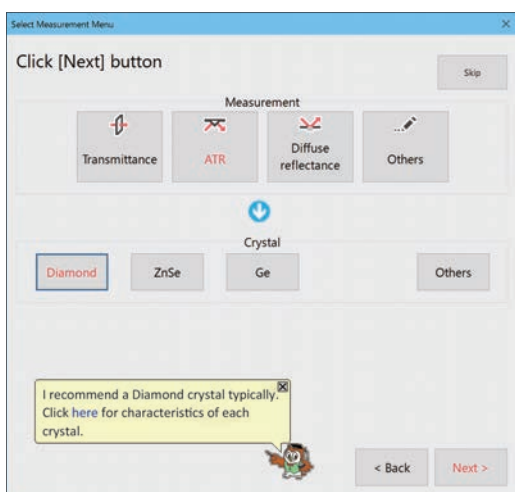 Select Measurement Menu
Click [Next] button
Skip
Measurement
Transmittance
ATR
Diffuse
reflectance
Others
Crystal
Diamond
ZnSe
Ge
Others
I recommend a Diamond crystal typically.
Click here for characteristics of each
crystal.
< Back
Next >